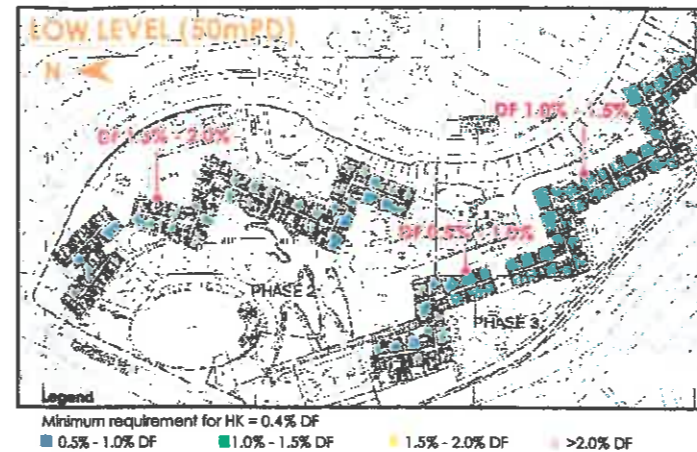 LOW LEVEL (50mPD)
N
DF 1.0% - 1.5%
DF 1.5% - 2.0%
DF 0.5% - 1.0%
PHASE 2
PHASE 3
Legend
Minimum requirement for HK = 0.4% DF
0.5% - 1.0% DF
1.0% - 1.5% DF
1.5% - 2.0% DF
>2.0% DF